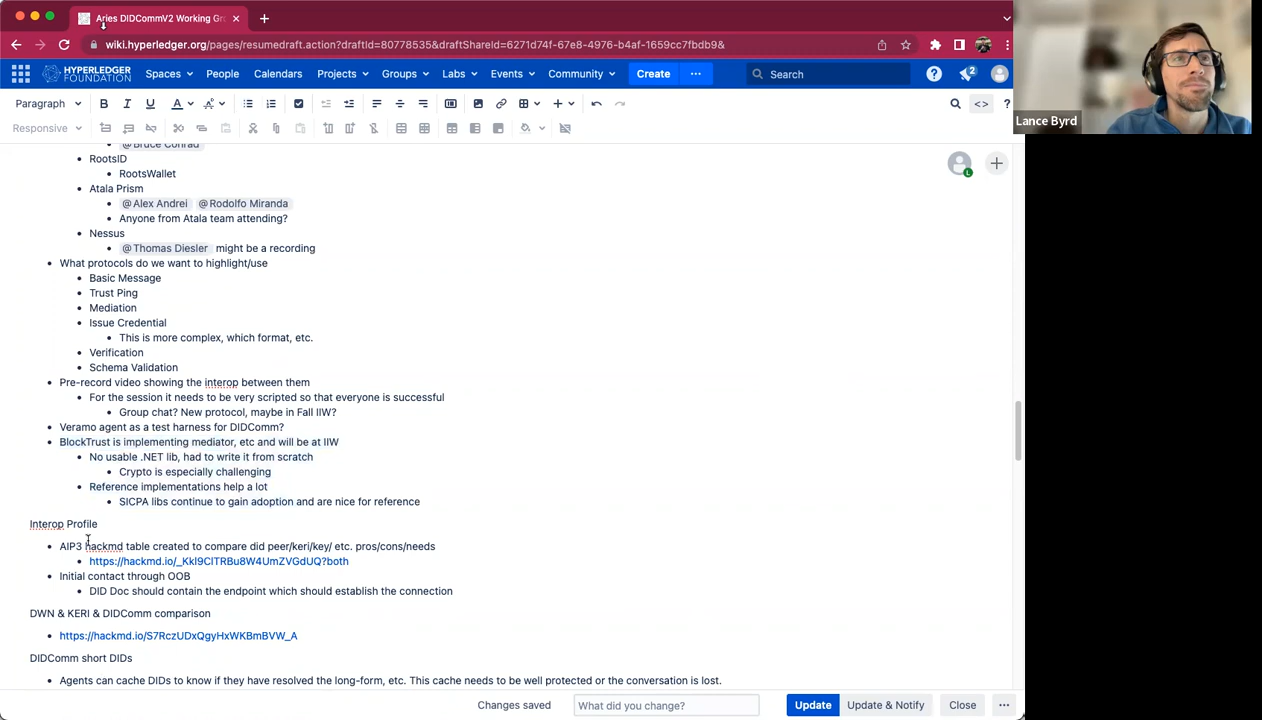 Aries DIDCommV2 Working Gr
wiki.hyperledger.org/pages/resumedraft.action?draftId=80778535&draftShareId=6271d74f-67e8-4976-b4af-1659cc7fbdb9&
HYPERLEDGER FOUNDATION Spaces People Calendars Projects Groups Labs Events Community Create ... Search 2
Paragraph B I U A <> ?
Responsive
Lance Byrd
@Bruce Conrad
RootsID
RootsWallet
Atala Prism
@Alex Andrei @Rodolfo Miranda
Anyone from Atala team attending?
Nessus
@Thomas Diesler might be a recording
What protocols do we want to highlight/use
Basic Message
Trust Ping
Mediation
Issue Credential
This is more complex, which format, etc.
Verification
Schema Validation
Pre-record video showing the interop between them
For the session it needs to be very scripted so that everyone is successful
Group chat? New protocol, maybe in Fall IIW?
Veramo agent as a test harness for DIDComm?
BlockTrust is implementing mediator, etc and will be at IIW
No usable .NET lib, had to write it from scratch
Crypto is especially challenging
Reference implementations help a lot
SICPA libs continue to gain adoption and are nice for reference
Interop Profile
AIP3 hackmd table created to compare did peer/keri/key/ etc. pros/cons/needs
https://hackmd.io/_KkI9ClTRBu8W4UmZVGdUQ?both
Initial contact through OOB
DID Doc should contain the endpoint which should establish the connection
DWN & KERI & DIDComm comparison
https://hackmd.io/S7RczUDxQgyHxWKBmBVW_A
DIDComm short DIDs
Agents can cache DIDs to know if they have resolved the long-form, etc. This cache needs to be well protected or the conversation is lost.
Changes saved What did you change? Update Update & Notify Close ...